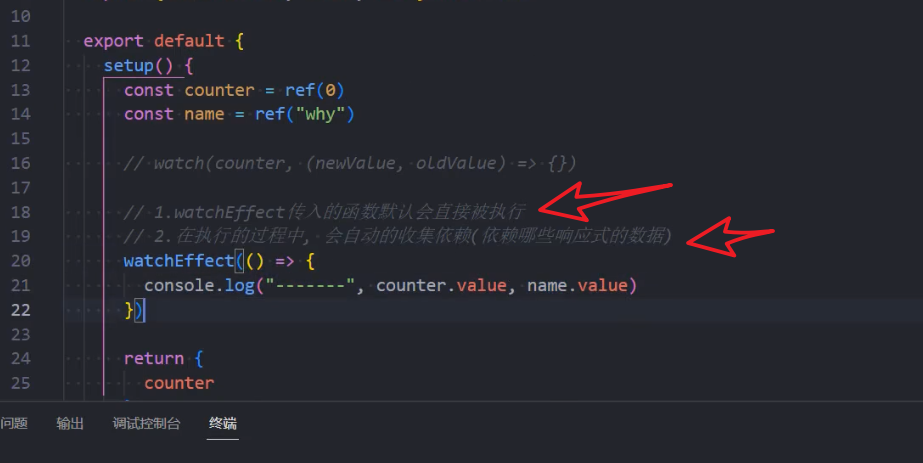 10
11 export default {
12 setup() {
13 const counter = ref(0)
14 const name = ref("why")
15
16 // watch(counter, (newValue, oldValue) => {})
17
18 // 1.watchEffect传入的函数默认会直接被执行
19 // 2.在执行的过程中, 会自动的收集依赖(依赖哪些响应式的数据)
20 watchEffect(() => {
21 console.log("-------", counter.value, name.value)
22 })
23
24 return {
25 counter
问题 输出 调试控制台 终端